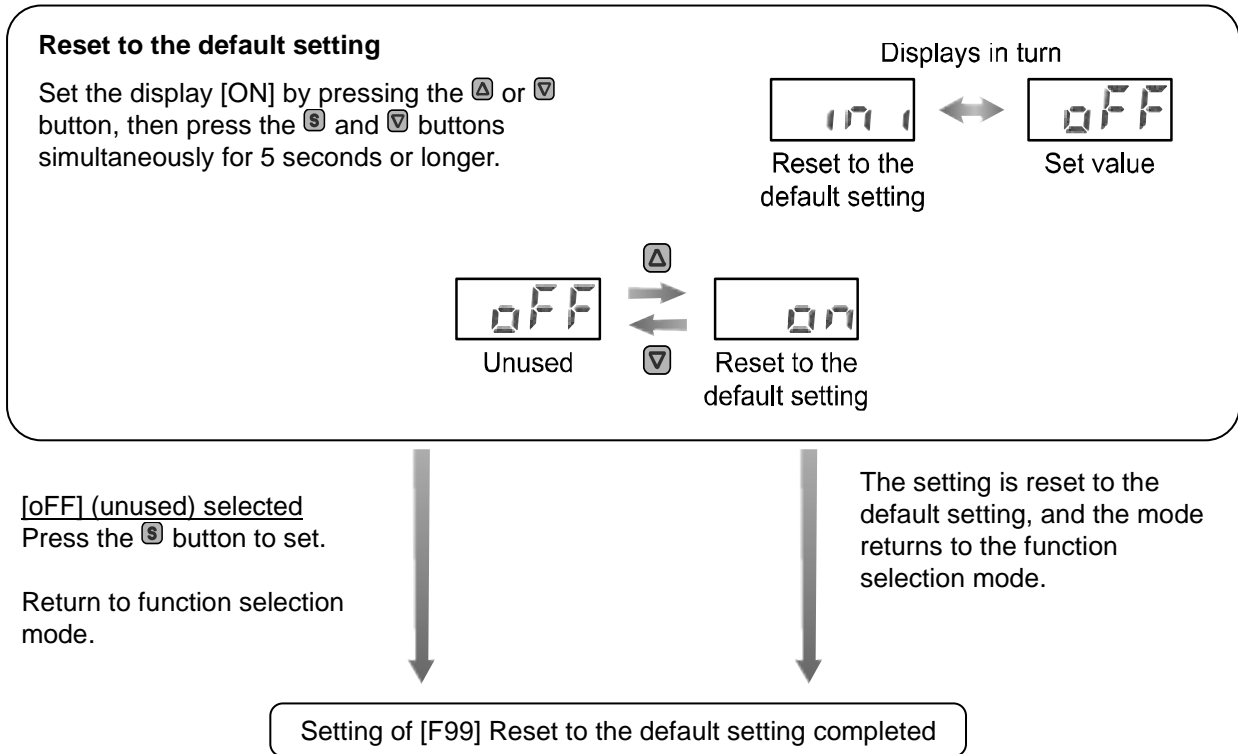 Reset to the default setting
Displays in turn
Set the display [ON] by pressing the △ or ▽
button, then press the S and ▽ buttons
simultaneously for 5 seconds or longer.
ini
oFF
Reset to the
default setting
Set value
△
oFF
on
Unused
▽
Reset to the
default setting
[oFF] (unused) selected
Press the S button to set.
Return to function selection
mode.
The setting is reset to the
default setting, and the mode
returns to the function
selection mode.
Setting of [F99] Reset to the default setting completed